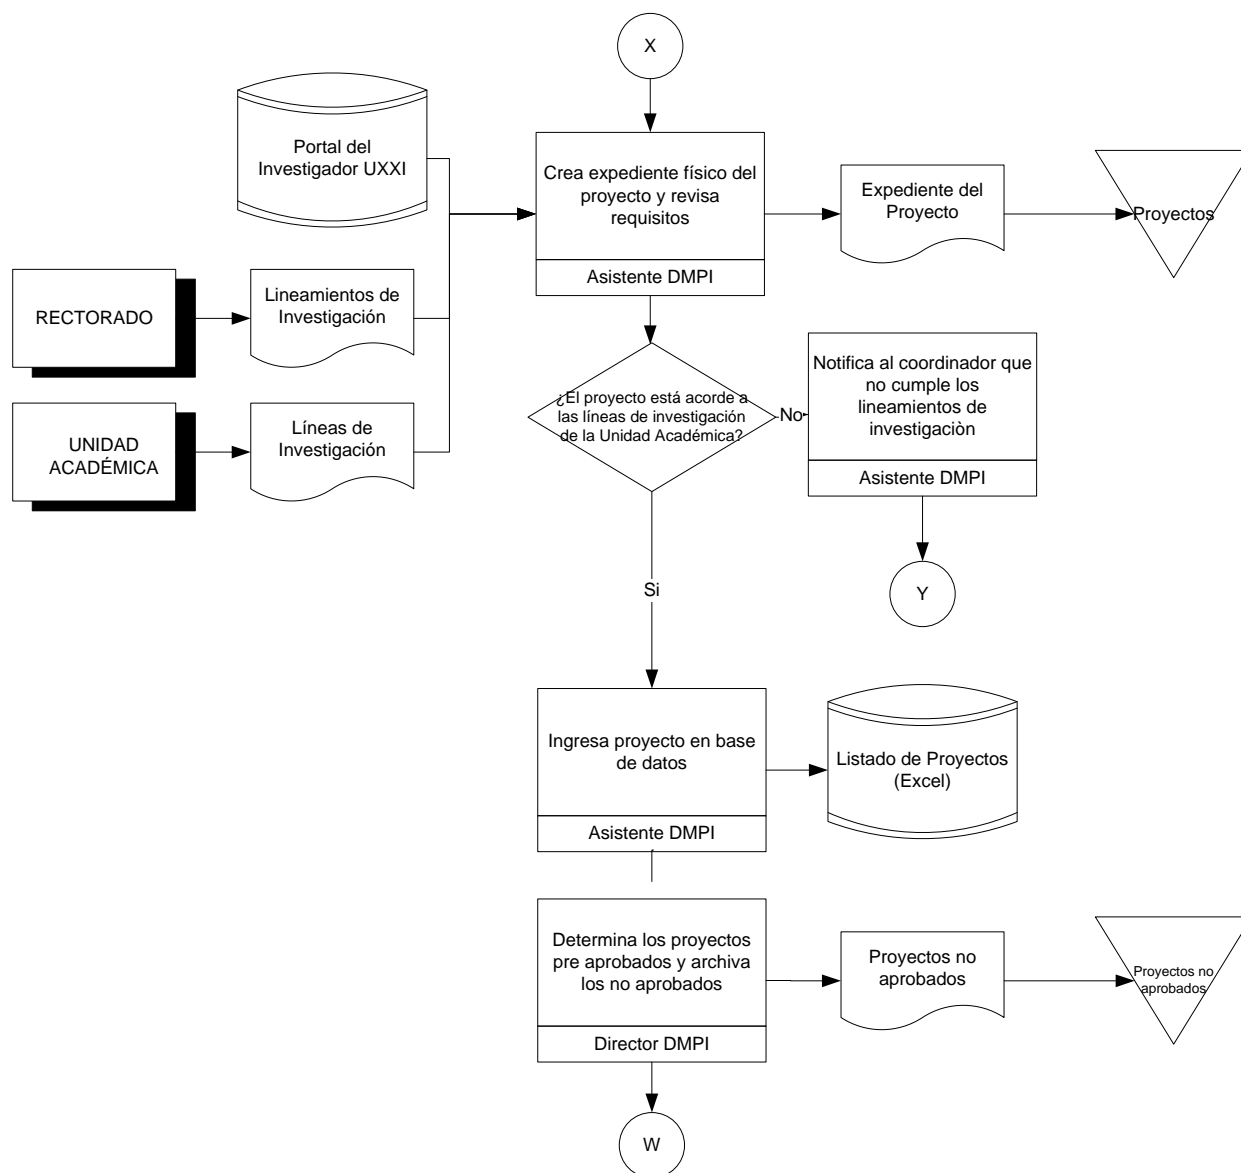 X
Portal del
Investigador UXXI
Crea expediente físico del
proyecto y revisa
requisitos
Asistente DMPI
Expediente del
Proyecto
Proyectos
RECTORADO
Lineamientos de
Investigación
UNIDAD
ACADÉMICA
Líneas de
Investigación
¿El proyecto está acorde a
las líneas de investigación
de la Unidad Académica?
No
Notifica al coordinador que
no cumple los
lineamientos de
investigaciòn
Asistente DMPI
Y
Si
Ingresa proyecto en base
de datos
Asistente DMPI
Listado de Proyectos
(Excel)
Determina los proyectos
pre aprobados y archiva
los no aprobados
Director DMPI
Proyectos no
aprobados
Proyectos no
aprobados
W